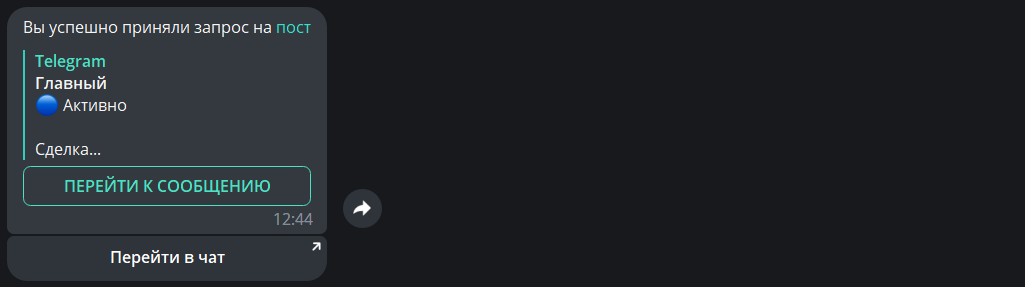 Вы успешно приняли запрос на пост
Telegram
Главный
🔵 Активно
Сделка...
ПЕРЕЙТИ К СООБЩЕНИЮ
12:44
Перейти в чат